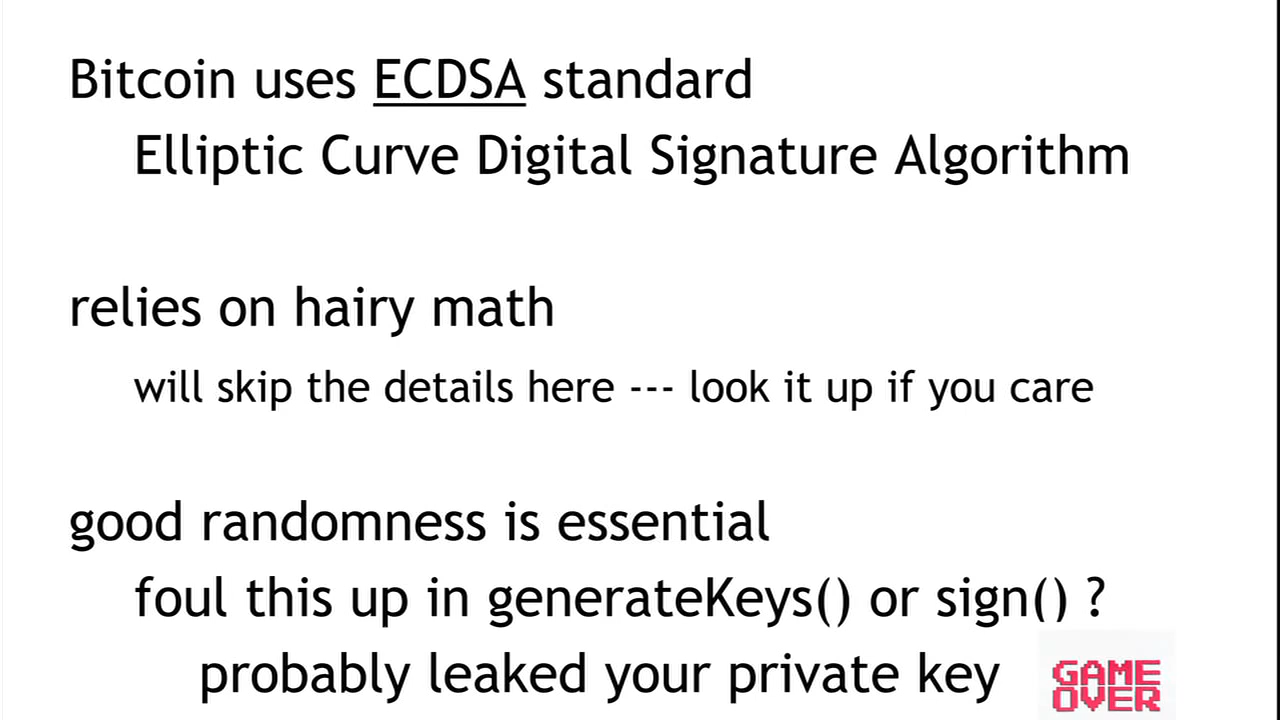 Bitcoin uses ECDSA standard
Elliptic Curve Digital Signature Algorithm
relies on hairy math
will skip the details here --- look it up if you care
good randomness is essential
foul this up in generateKeys() or sign() ?
probably leaked your private key
GAME
OVER